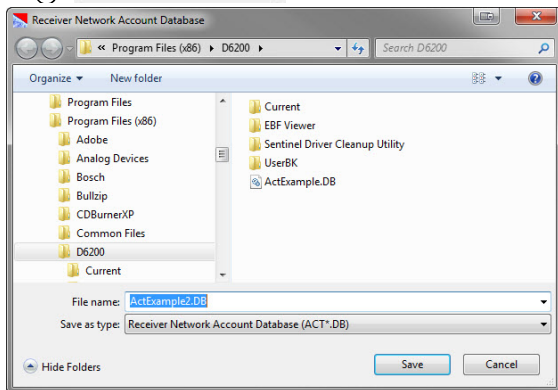 Receiver Network Account Database
« Program Files (x86) ▸ D6200 ▸
Search D6200
Organize ▾ New folder
Program Files
Program Files (x86)
Adobe
Analog Devices
Bosch
Bullzip
CDBurnerXP
Common Files
D6200
Current
Current
EBF Viewer
Sentinel Driver Cleanup Utility
UserBK
ActExample.DB
File name: ActExample2.DB
Save as type: Receiver Network Account Database (ACT*.DB)
Hide Folders
Save
Cancel